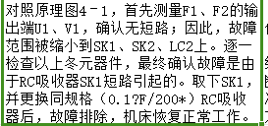 对照原理图4-1，首先测量F1、F2的输
出端U1、V1，确认无短路；因此，故障
范围被缩小到SK1、SK2、LC2上。逐一
检查以上冬元器件，最终确认故障是由
于RC吸收器SK1短路引起的。取下SK1，
并更换同规格（0.1?F/200*）RC吸收
器后，故障排除，机床恢复正常工作。